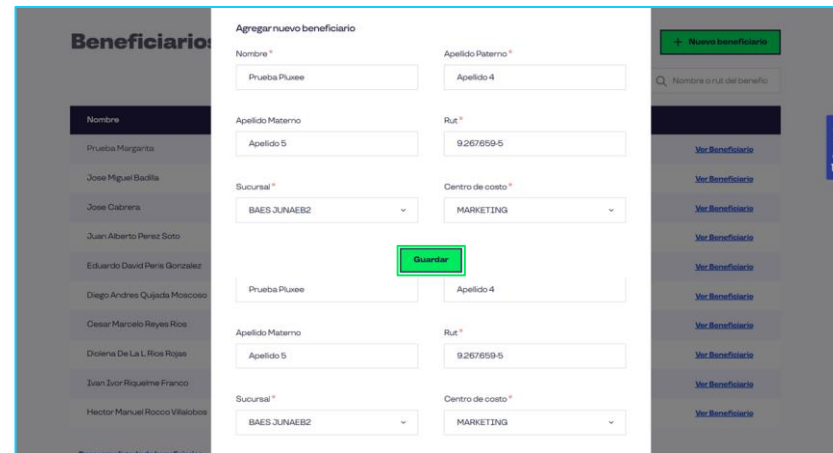 Beneficiarios
+ Nuevo beneficiario
Nombre o rut del benefic
Nombre
Prueba Margarita Ver Beneficiario
Jose Miguel Badilla Ver Beneficiario
Jose Cabrera Ver Beneficiario
Juan Alberto Perez Soto Ver Beneficiario
Eduardo David Peris Gonzalez Ver Beneficiario
Diego Andres Quijada Moscoso Ver Beneficiario
Cesar Marcelo Reyes Rios Ver Beneficiario
Ver Beneficiario
Ivan Ivor Riquelme Franco Ver Beneficiario
Hector Manuel Rocco Villalobos Ver Beneficiario
Agregar nuevo beneficiario
Nombre * Apellido Paterno *
Prueba Pluxee Apellido 4
Apellido Materno Rut *
Apellido 5 9.267.659-5
Sucursal * Centro de costo *
BAES JUNAEB2 MARKETING
Guardar
Prueba Pluxee Apellido 4
Apellido Materno Rut *
Apellido 5 9.267.659-5
Sucursal * Centro de costo *
BAES JUNAEB2 MARKETING